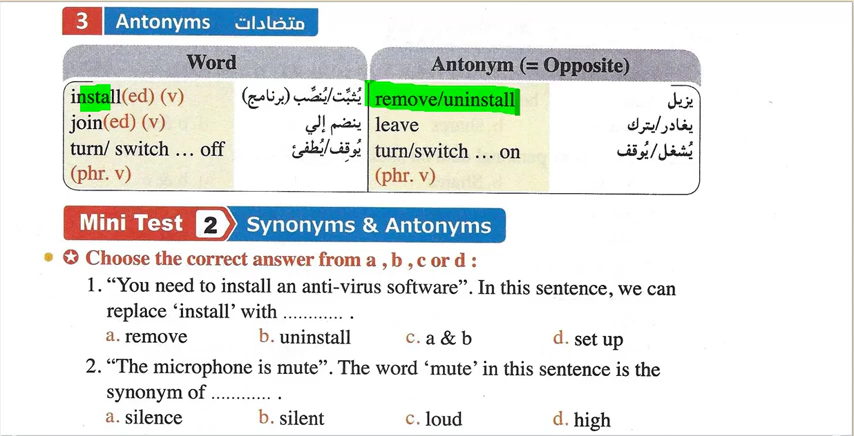 3 Antonyms متضادات
Word Antonym (= Opposite)
install(ed) (v) يُثبِّت/يُنصِّب (برنامج) remove/uninstall يزيل
join(ed) (v) ينضم إلي leave يغادر/يترك
turn/ switch ... off يُوقِف/يُطفئ turn/switch ... on يُشغل/يُوقف
(phr. v) (phr. v)
Mini Test 2 Synonyms & Antonyms
Choose the correct answer from a , b , c or d :
1. “You need to install an anti-virus software”. In this sentence, we can
replace ‘install’ with ............ .
a. remove b. uninstall c. a & b d. set up
2. “The microphone is mute”. The word ‘mute’ in this sentence is the
synonym of ............ .
a. silence b. silent c. loud d. high